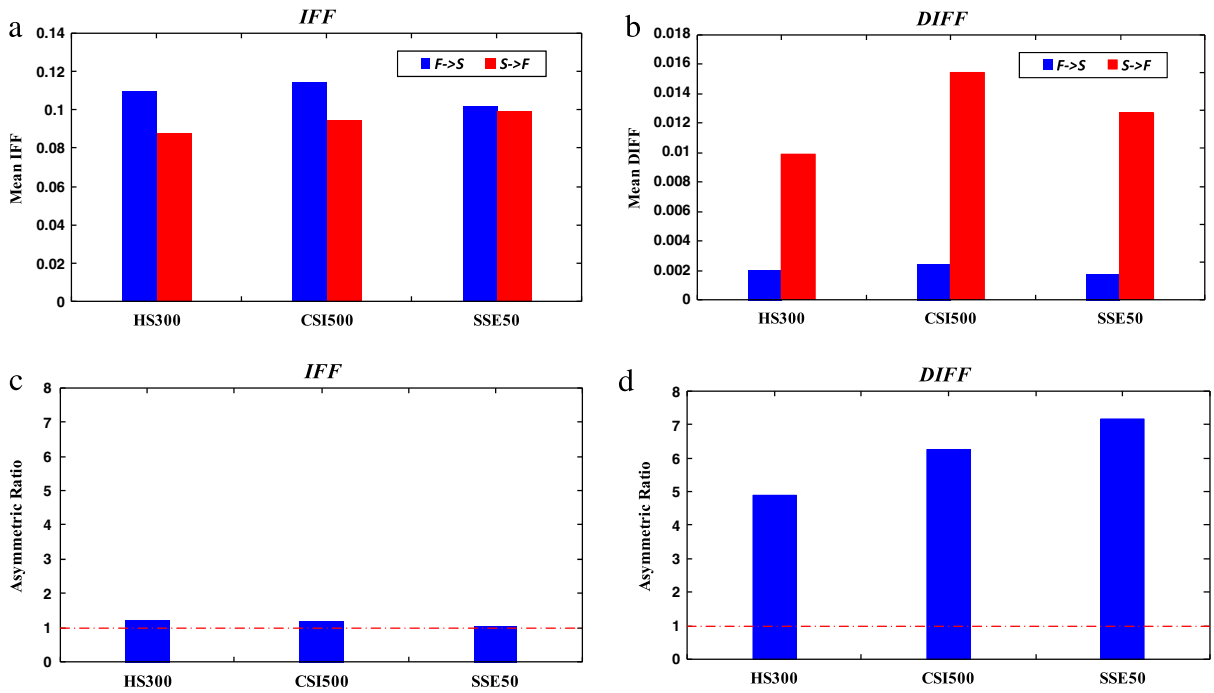 a
IFF
0.14
0.12
0.1
0.08
0.06
0.04
0.02
0
Mean IFF
F->S S->F
HS300 CSI500 SSE50
b
DIFF
0.018
0.016
0.014
0.012
0.01
0.008
0.006
0.004
0.002
0
Mean DIFF
F->S S->F
HS300 CSI500 SSE50
c
IFF
8
7
6
5
4
3
2
1
0
Asymmetric Ratio
HS300 CSI500 SSE50
d
DIFF
8
7
6
5
4
3
2
1
0
Asymmetric Ratio
HS300 CSI500 SSE50